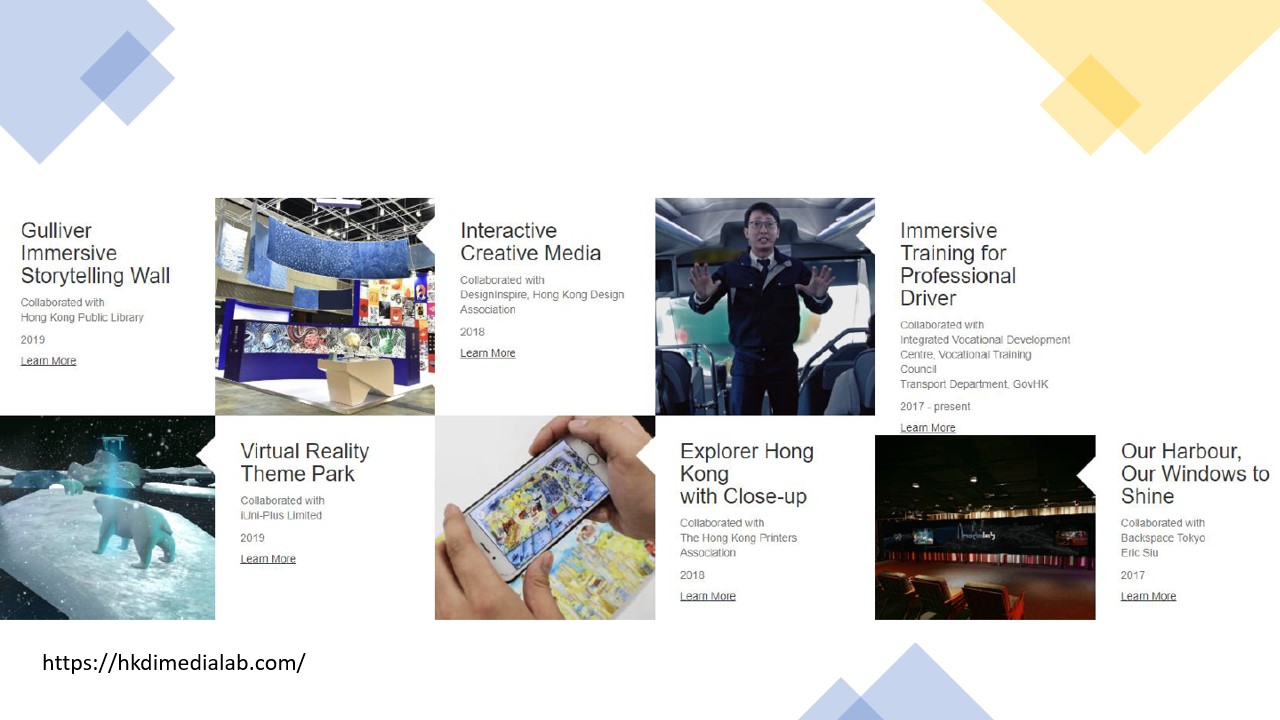 Gulliver
Immersive
Storytelling Wall
Collaborated with
Hong Kong Public Library
2019
Learn More
Interactive
Creative Media
Collaborated with
DesignInspire, Hong Kong Design
Association
2018
Learn More
Immersive
Training for
Professional
Driver
Collaborated with
Integrated Vocational Development
Centre, Vocational Training
Council
Transport Department, GovHK
2017 - present
Learn More
Virtual Reality
Theme Park
Collaborated with
iUni-Plus Limited
2019
Learn More
Explorer Hong
Kong
with Close-up
Collaborated with
The Hong Kong Printers
Association
2018
Learn More
Our Harbour,
Our Windows to
Shine
Collaborated with
Backspace Tokyo
Eric Siu
2017
Learn More
https://hkdimedialab.com/